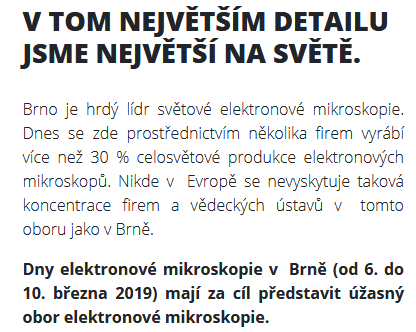 V TOM NEJVĚTŠÍM DETAILU
JSME NEJVĚTŠÍ NA SVĚTĚ.
Brno je hrdý lídr světové elektronové mikroskopie.
Dnes se zde prostřednictvím několika firem vyrábí
více než 30 % celosvětové produkce elektronových
mikroskopů. Nikde v Evropě se nevyskytuje taková
koncentrace firem a vědeckých ústavů v tomto
oboru jako v Brně.
Dny elektronové mikroskopie v Brně (od 6. do
10. března 2019) mají za cíl představit úžasný
obor elektronové mikroskopie.